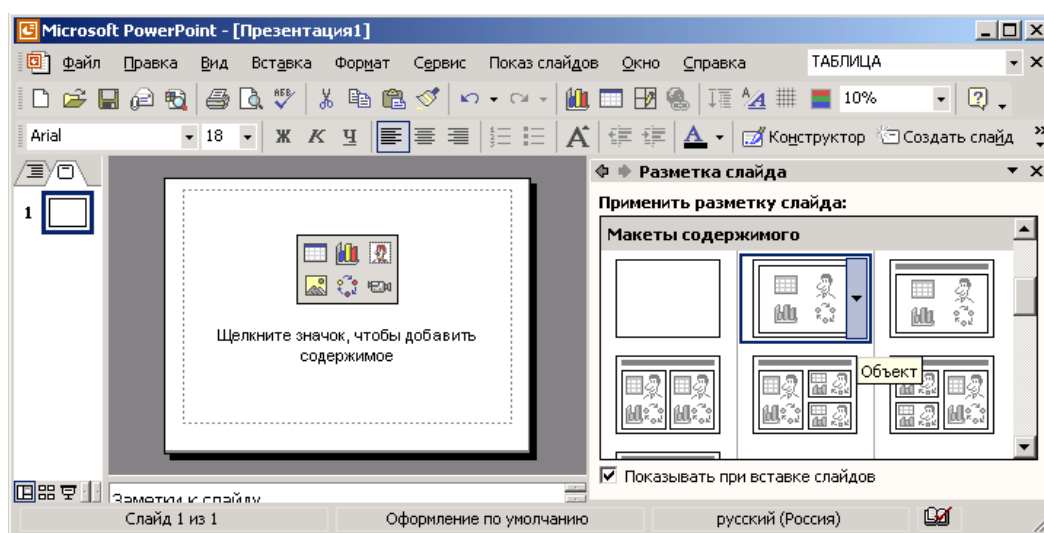 Microsoft PowerPoint - [Презентация1]
Файл Правка Вид Вставка Формат Сервис Показ слайдов Окно Справка ТАБЛИЦА
10%
Arial 18 Ж К Ч Конструктор Создать слайд
Разметка слайда
1
Применить разметку слайда:
Макеты содержимого
Щелкните значок, чтобы добавить
содержимое
Объект
Показывать при вставке слайдов
Заметки к слайду
Слайд 1 из 1 Оформление по умолчанию русский (Россия)